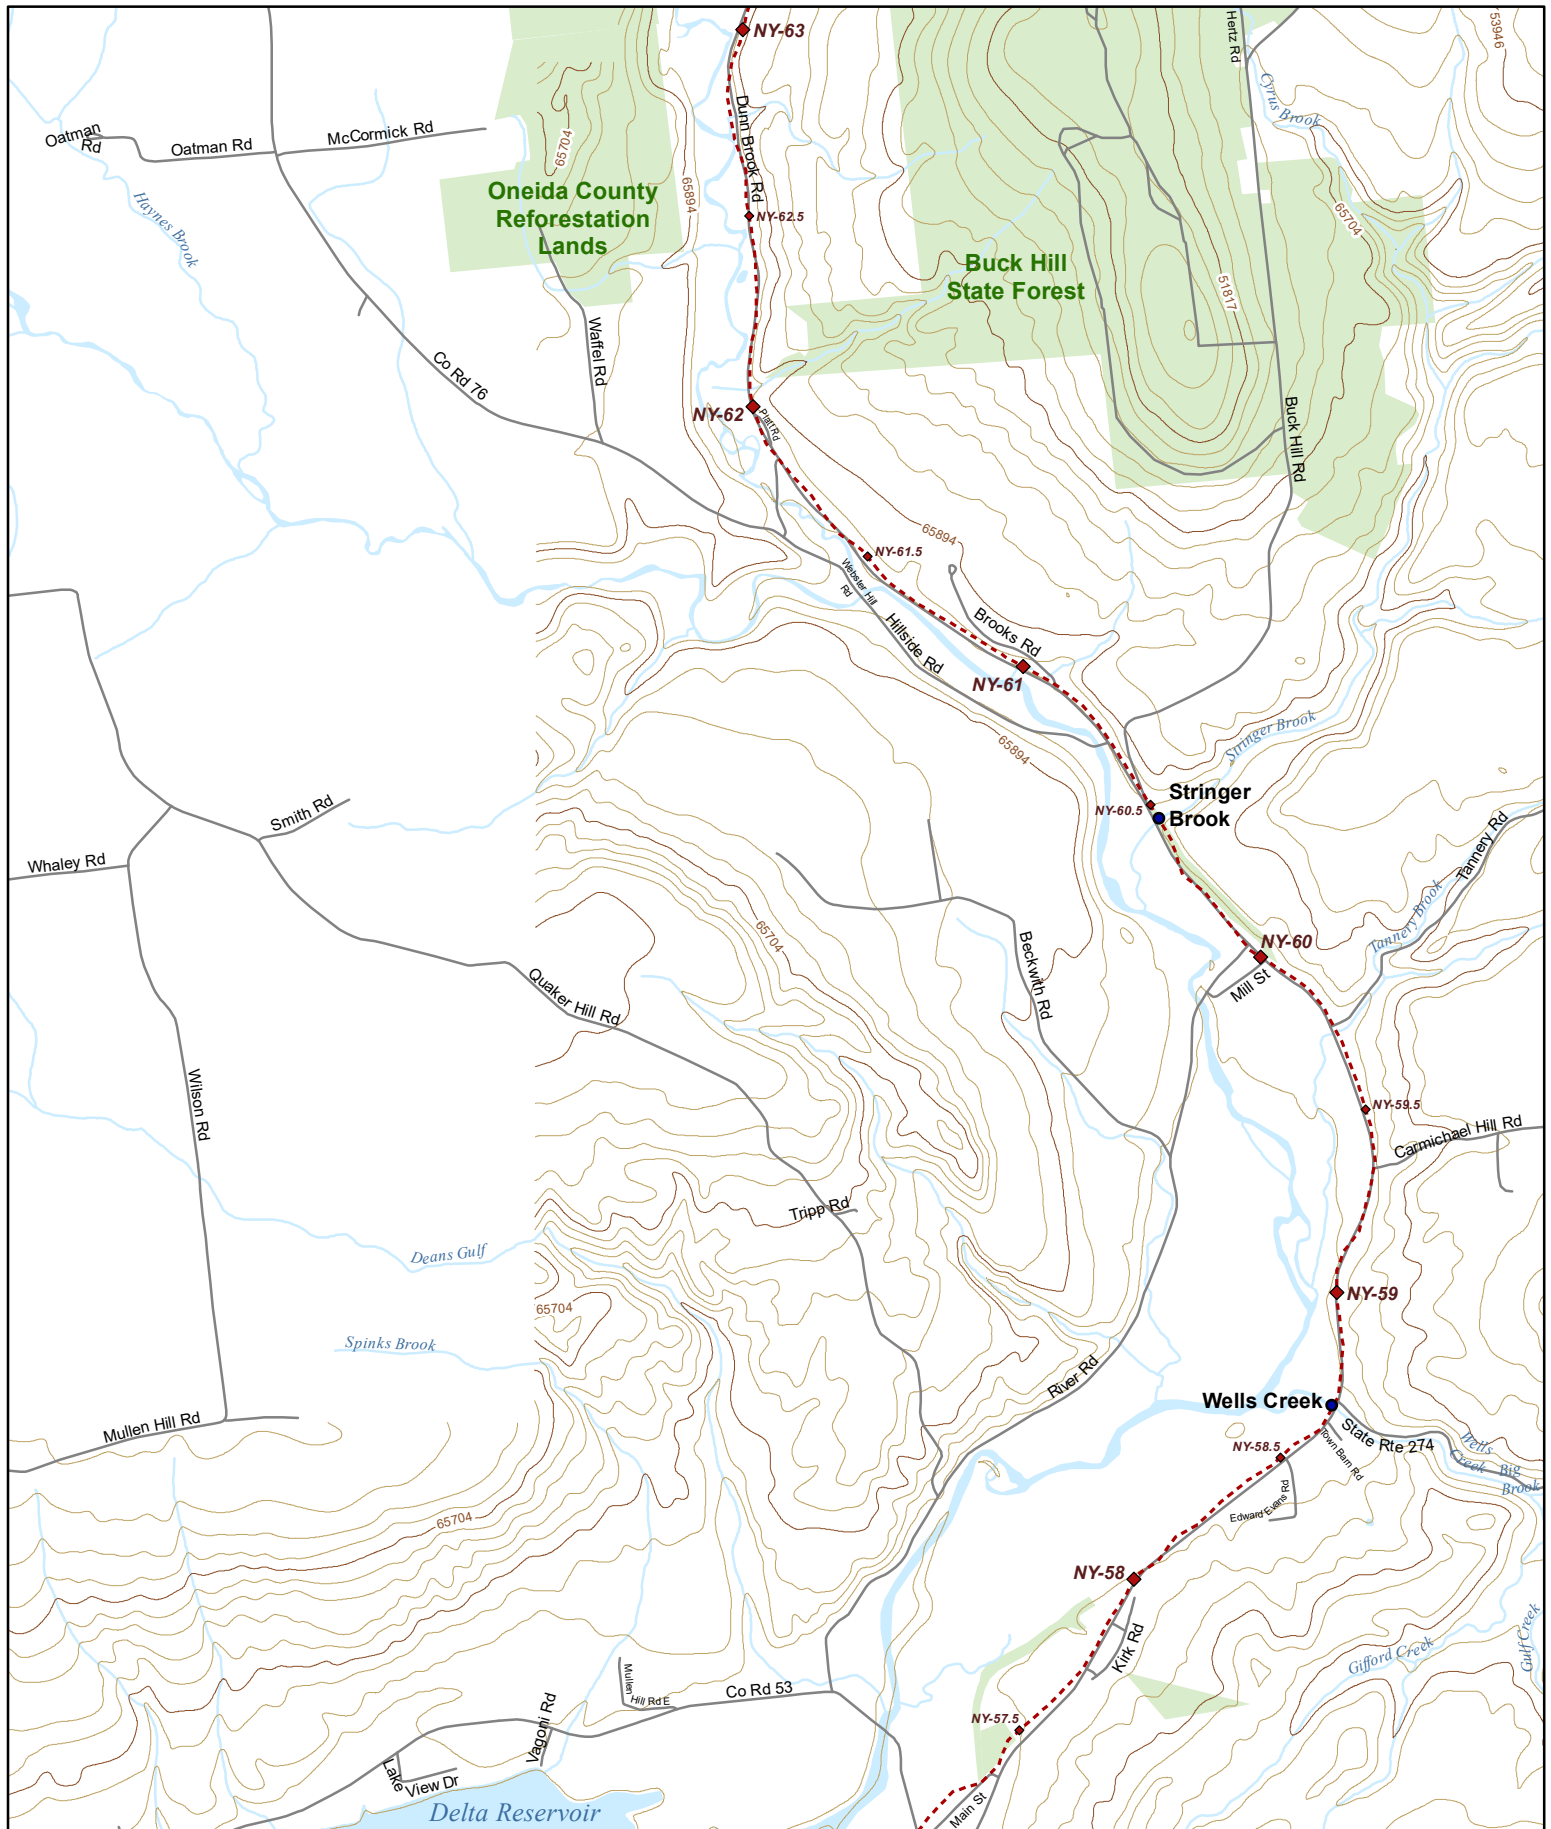 NY-63
Hertz Rd
53946
Cyrus Brook
Dunn Brook Rd
Oatman
Rd
Oatman Rd
McCormick Rd
65704
65894
Haynes Brook
Oneida County
Reforestation
Lands
NY-62.5
65704
Buck Hill
State Forest
51817
Waffel Rd
Co Rd 76
NY-62
Platt Rd
Buck Hill Rd
65894
NY-61.5
Webster Hill
Rd
Brooks Rd
Hillside Rd
NY-61
Stringer Brook
65894
Stringer
Brook
NY-60.5
Smith Rd
Whaley Rd
Tannery Rd
Tannery Brook
65704
NY-60
Beckwith Rd
Mill St
Quaker Hill Rd
Wilson Rd
NY-59.5
Carmichael Hill Rd
Tripp Rd
Deans Gulf
NY-59
65704
Spinks Brook
River Rd
Wells Creek
Mullen Hill Rd
State Rte 274
Town Barn Rd
Wells
Creek
Big
Brook
NY-58.5
Edward Evans Rd
65704
NY-58
Kirk Rd
Gifford Creek
Gulf Creek
Mullen
Hill Rd E
Co Rd 53
NY-57.5
Vagoni Rd
Lake
View Dr
Main St
Delta Reservoir